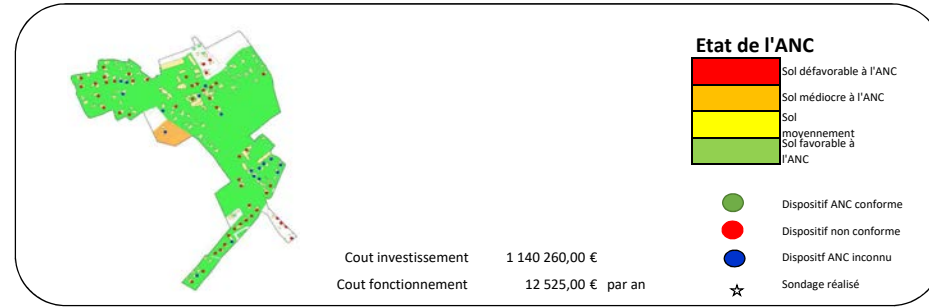 Etat de l'ANC
Sol défavorable à l'ANC
Sol médiocre à l'ANC
Sol
moyennement
Sol favorable à
l'ANC
Dispositif ANC conforme
Dispositif non conforme
Dispositf ANC inconnu
Sondage réalisé
Cout investissement 1 140 260,00 €
Cout fonctionnement 12 525,00 € par an